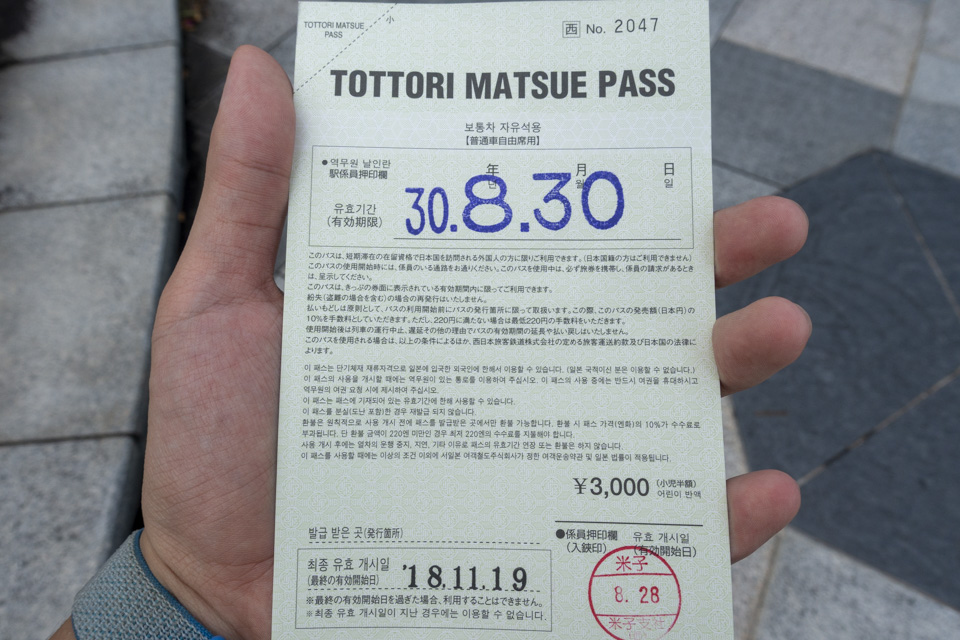 TOTTORI MATSUE
PASS
小
西 No. 2047
TOTTORI MATSUE PASS
보통차 자유석용
【普通車自由席用】
●역무원 날인란
駅係員押印欄
年 月 日
년 월 일
유효기간
(有効期限)
30.8.30
このパスは、短期滞在の在留資格で日本国を訪問される外国人の方に限りご利用できます。(日本国籍の方はご利用できません)
このパスの使用開始時には、係員のいる通路をお通りください。このパスを使用中は、必ず旅券を携帯し、係員の請求があるとき
は、呈示してください。
このパスは、きっぷの券面に表示されている有効期間内に限ってご利用できます。
紛失(盗難の場合を含む)の場合の再発行はいたしません。
払いもどしは原則として、パスの利用開始前にパスの発行箇所に限って取扱います。この際、このパスの発売額(日本円)の
10%を手数料としていただきます。ただし、220円に満たない場合は最低220円の手数料をいただきます。
使用開始後は列車の運行中止、遅延その他の理由でパスの有効期間の延長や払い戻しはいたしません。
このパスを使用される場合は、以上の条件によるほか、西日本旅客鉄道株式会社の定める旅客運送約款及び日本国の法律に
よります。
이 패스는 단기체재 재류자격으로 일본에 입국한 외국인에 한해서 이용할 수 있습니다. (일본 국적이신 분은 이용할 수 없습니다.)
이 패스의 사용을 개시할 때에는 역무원이 있는 통로를 이용하여 주십시오. 이 패스의 사용 중에는 반드시 여권을 휴대하시고
역무원의 여권 요청 시에 제시하여 주십시오.
이 패스는 패스에 기재되어 있는 유효기간에 한해 사용할 수 있습니다.
이 패스를 분실(도난 포함)한 경우 재발급 되지 않습니다.
환불은 원칙적으로 사용 개시 전에 패스를 발급받은 곳에서만 환불 가능합니다. 환불 시 패스 가격(엔화)의 10%가 수수료로
부과됩니다. 단 환불 금액이 220엔 미만인 경우 최저 220엔의 수수료를 지불해야 합니다.
사용 개시 후에는 열차의 운행 중지, 지연, 기타 이유로 패스의 유효기간 연장 또는 환불은 하지 않습니다.
이 패스를 사용할 때에는 이상의 조건 이외에 서일본 여객철도주식회사가 정한 여객운송약관 및 일본 법률이 적용됩니다.
￥3,000 (小児半額)
어린이 반액
발급 받은 곳(発行箇所)
●係員押印欄
(入鋏印)
유효 개시일
(有効開始日)
최종 유효 개시일
(最終の有効開始日)
'18.11.19
※最終の有効開始日を過ぎた場合、利用することはできません。
※최종 유효 개시일이 지난 경우에는 이용할 수 없습니다.
米子
8. 28
米子支社